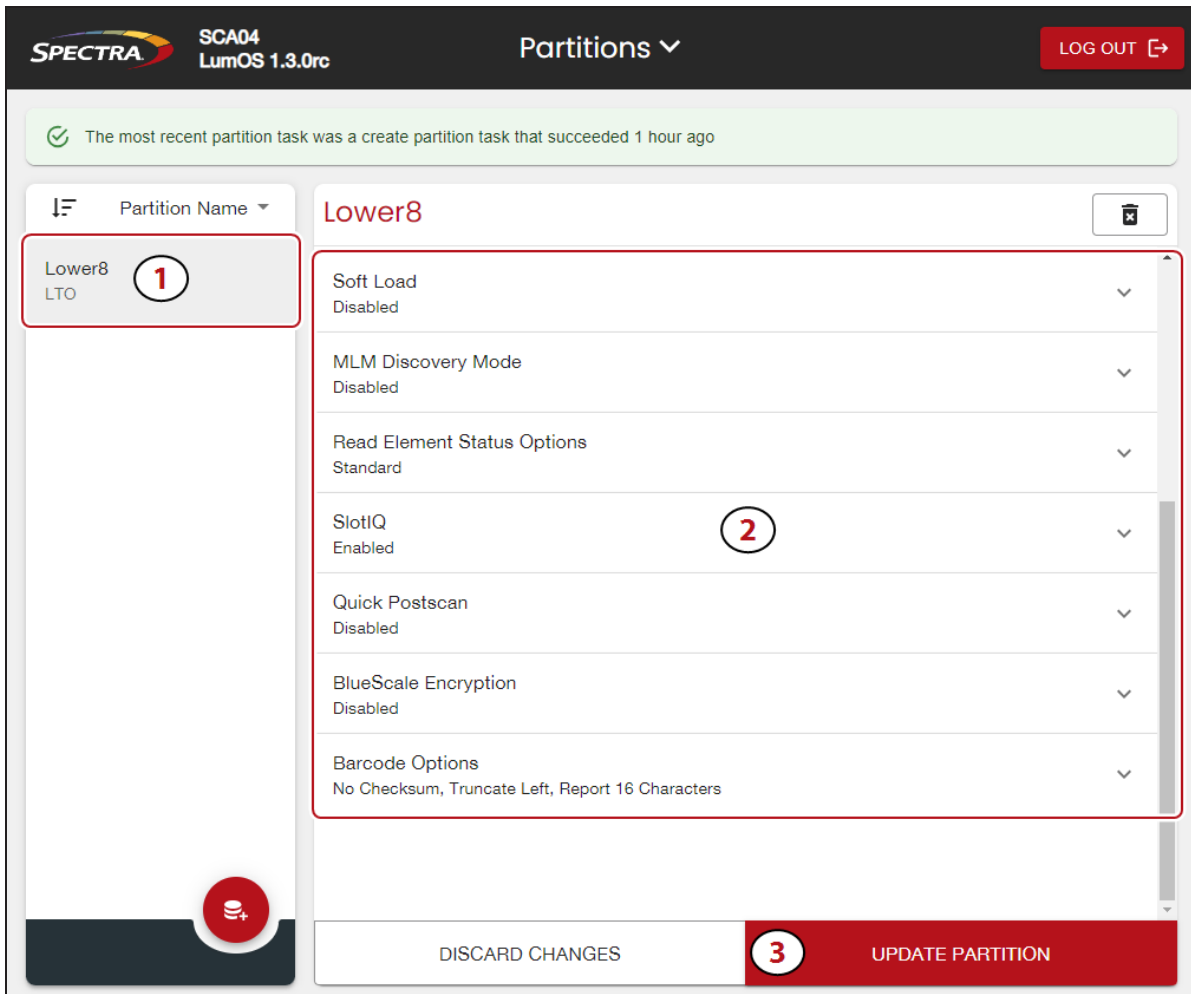 SPECTRA
SCA04
LumOS 1.3.0rc
Partitions
LOG OUT
The most recent partition task was a create partition task that succeeded 1 hour ago
Partition Name
Lower8
LTO
1
Lower8
Soft Load
Disabled
MLM Discovery Mode
Disabled
Read Element Status Options
Standard
SlotIQ
Enabled
2
Quick Postscan
Disabled
BlueScale Encryption
Disabled
Barcode Options
No Checksum, Truncate Left, Report 16 Characters
DISCARD CHANGES
3
UPDATE PARTITION